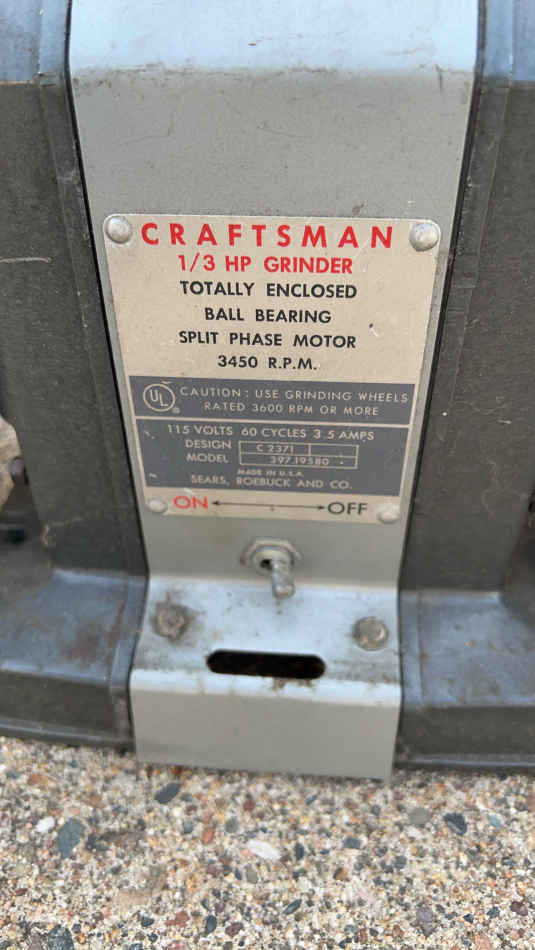 CRAFTSMAN
1/3 HP GRINDER
TOTALLY ENCLOSED
BALL BEARING
SPLIT PHASE MOTOR
3450 R.P.M.
UL ® CAUTION: USE GRINDING WHEELS
RATED 3600 RPM OR MORE
115 VOLTS 60 CYCLES 3.5 AMPS
DESIGN C 2371
MODEL 397.19580
MADE IN U.S.A.
SEARS, ROEBUCK AND CO.
ON OFF